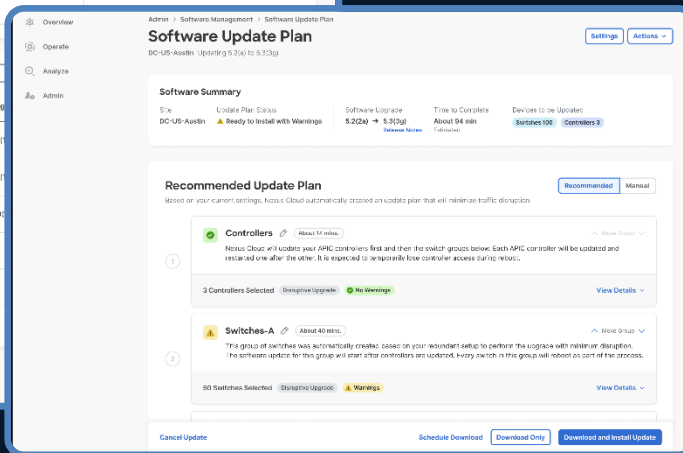 Overview
Operate
Analyze
Admin
Admin > Software Management > Software Update Plan
Software Update Plan
DC-US-Austin Updating 5.2(a) to 5.3(3g)
Settings
Actions
Software Summary
Site
Update Plan Status
Software Upgrade
Time to Complete
Devices to be Updated
DC-US-Austin
Ready to Install with Warnings
5.2(2a) → 5.3(3g)
About 94 min
Switches 106
Controllers 3
Release Notes
Estimated
Recommended Update Plan
Recommended
Manual
Based on your current settings, Nexus Cloud automatically created an update plan that will minimize traffic disruption
1
Controllers
About 14 mins.
Move Group
Nexus Cloud will update your APIC controllers first and then the switch groups below. Each APIC controller will be updated and
restarted one after the other. It is expected to temporarily lose controller access during reboot.
3 Controllers Selected
Disruptive Upgrade
No Warnings
View Details
Switches-A
About 40 mins.
Move Group
This group of switches was automatically created based on your redundant setup to perform the upgrade with minimum disruption.
The software update for this group will start after controllers are updated. Every switch in this group will reboot as part of the process.
50 Switches Selected
Disruptive Upgrade
Warnings
View Details
Cancel Update
Schedule Download
Download Only
Download and Install Update